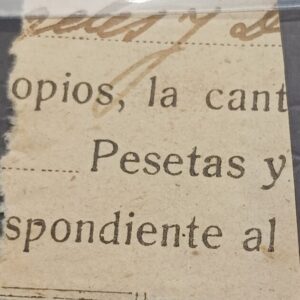 opios, la cant
Pesetas y
spondiente al